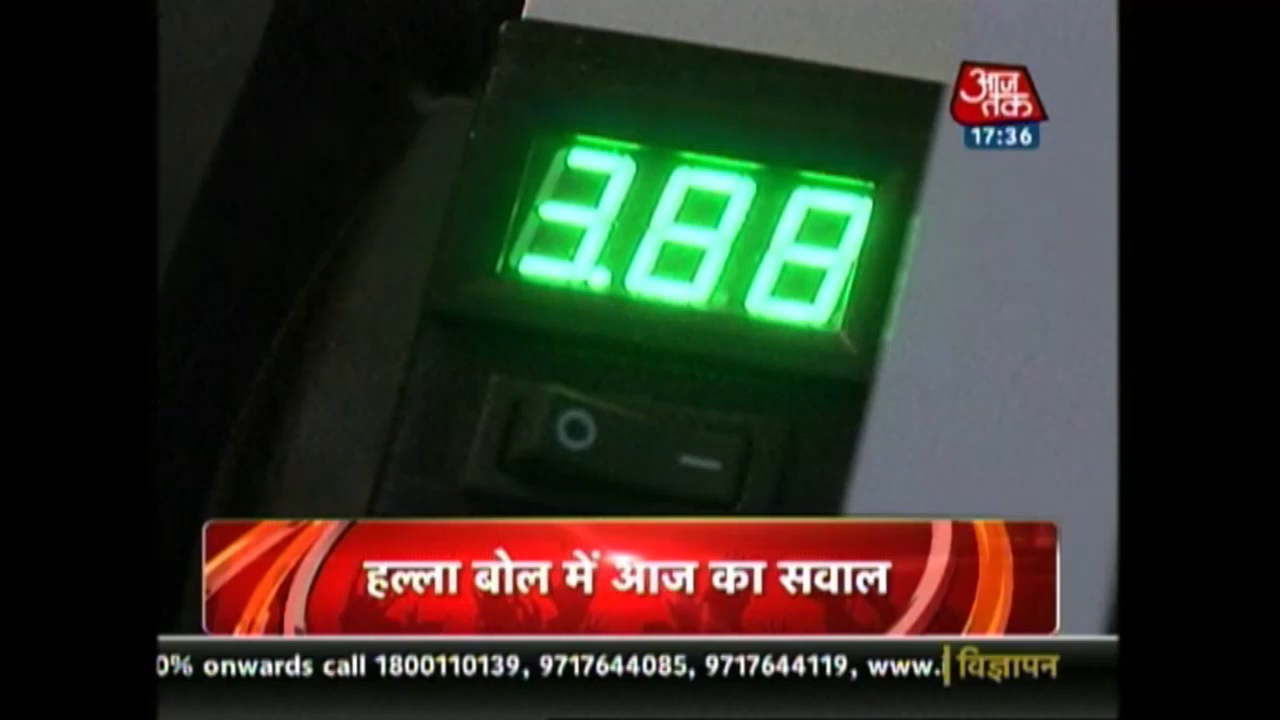 आज
तक
17:36
3.88
हल्ला बोल में आज का सवाल
0% onwards call 1800110139, 9717644085, 9717644119, www.
विज्ञापन